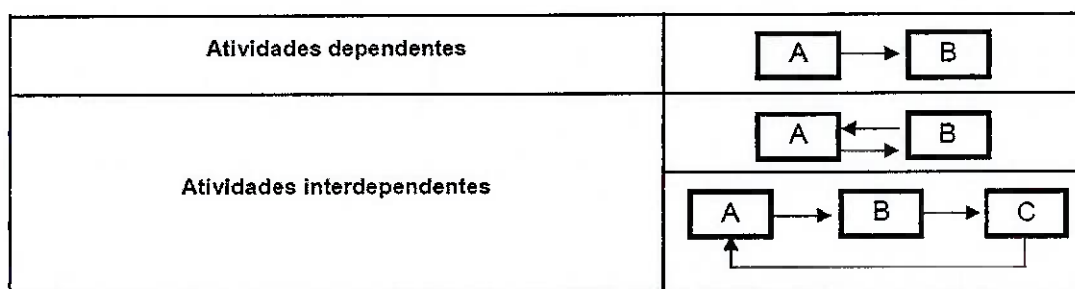 Atividades dependentes
A B
A B
Atividades interdependentes
A B C